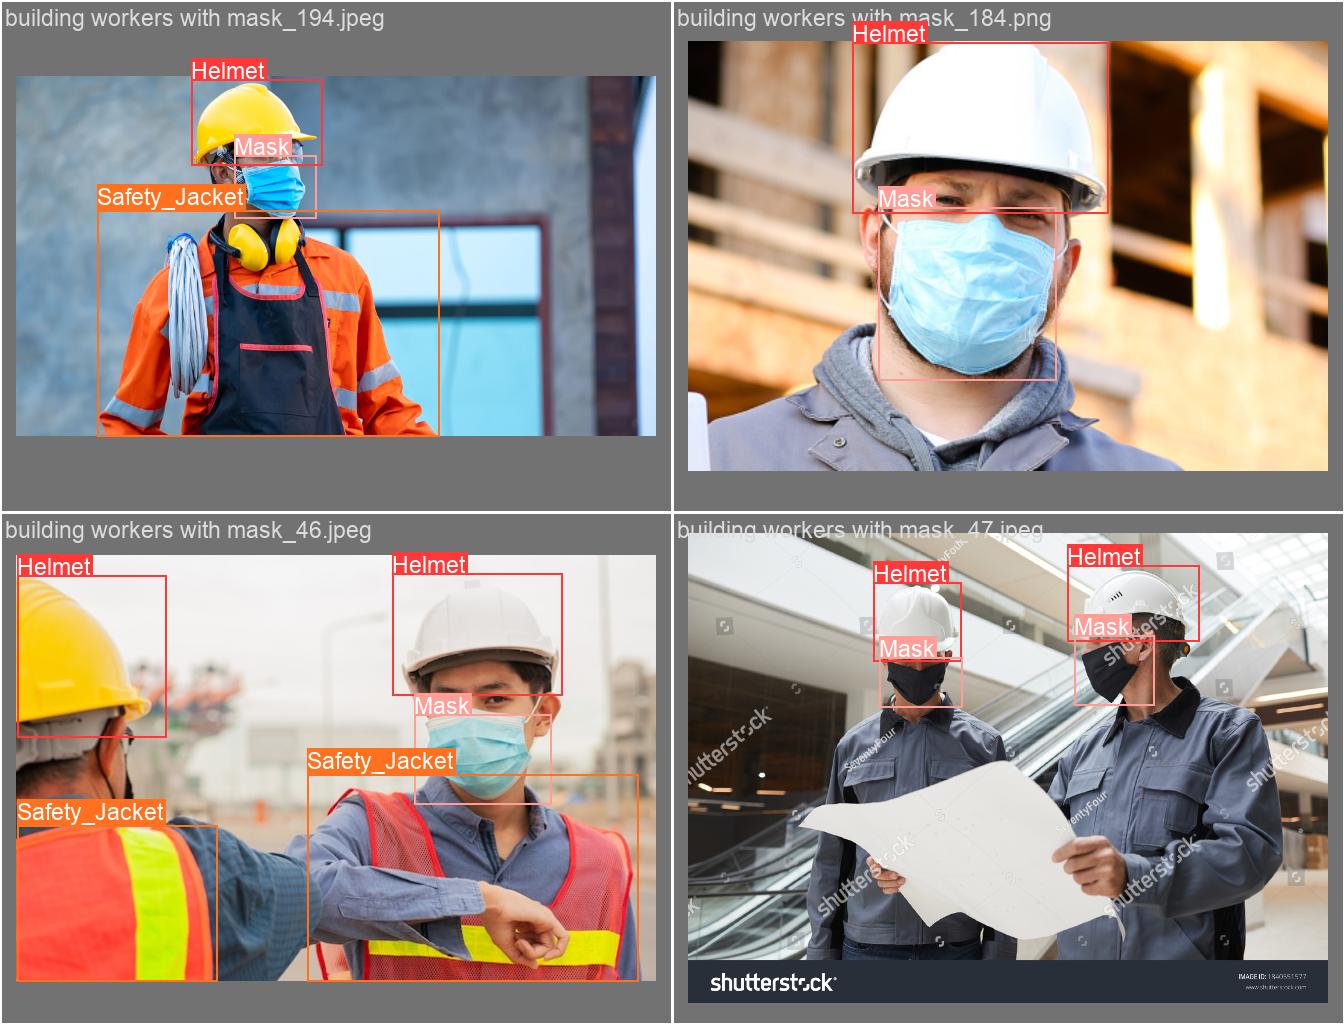 building workers with mask_194.jpeg
Helmet
Mask
Safety_Jacket
building workers with mask_184.png
Helmet
Mask
building workers with mask_46.jpeg
Helmet
Helmet
Mask
Safety_Jacket
Safety_Jacket
building workers with mask_47.jpeg
Helmet
Helmet
Mask
Mask
SeventyFour
SeventyFour
shutterstock
shutterstock
shutterstock
shutterstock
shutterstock
shutterstock
IMAGE ID: 1840551577
www.shutterstock.com